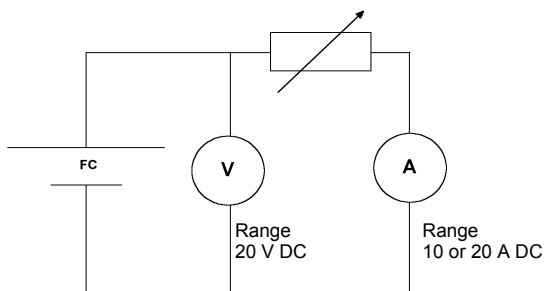 FC
V
A
Range
20 V DC
Range
10 or 20 A DC